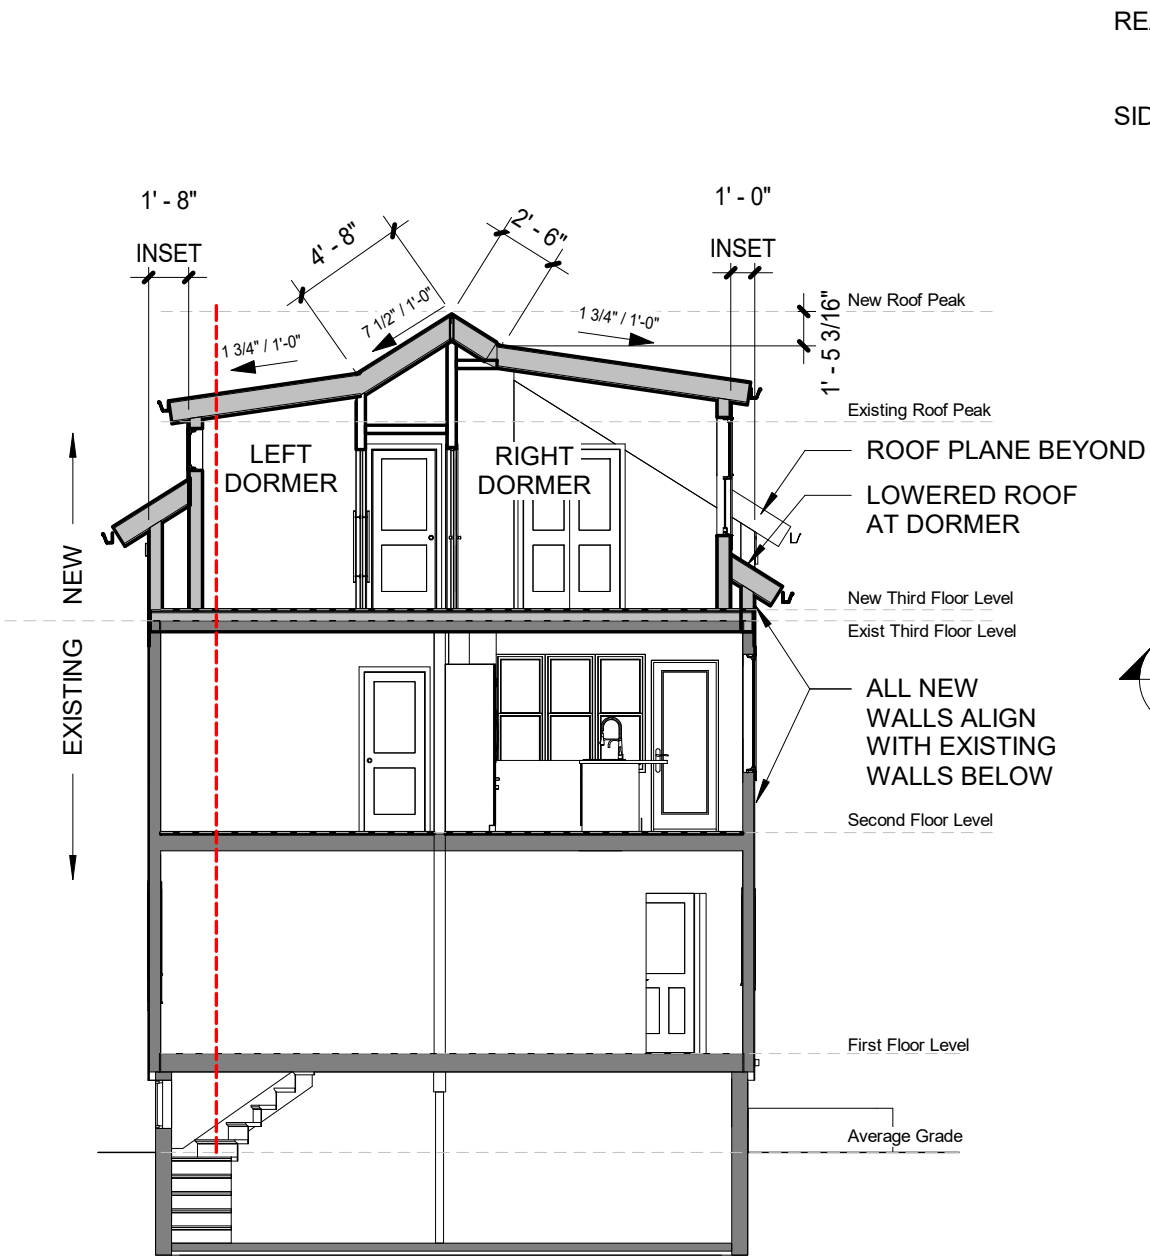 1' - 8"
INSET
4' - 8"
2' - 6"
1' - 0"
INSET
7 1/2" / 1'-0"
1 3/4" / 1'-0"
1 3/4" / 1'-0"
1' - 5 3/16"
New Roof Peak
Existing Roof Peak
LEFT
DORMER
RIGHT
DORMER
ROOF PLANE BEYOND
LOWERED ROOF
AT DORMER
NEW
EXISTING
New Third Floor Level
Exist Third Floor Level
ALL NEW
WALLS ALIGN
WITH EXISTING
WALLS BELOW
Second Floor Level
First Floor Level
Average Grade